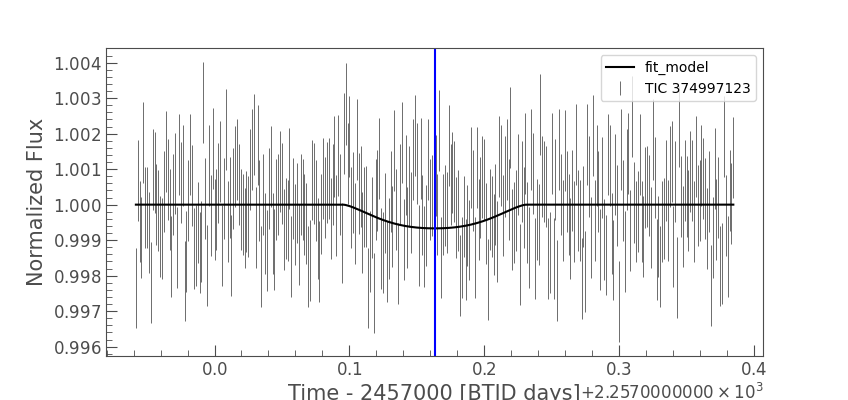 1.004
1.003
1.002
1.001
1.000
0.999
0.998
0.997
0.996
Normalized Flux
fit_model
TIC 374997123
0.0 0.1 0.2 0.3 0.4
Time - 2457000 [BTJD days] +2.2570000000 × 10³